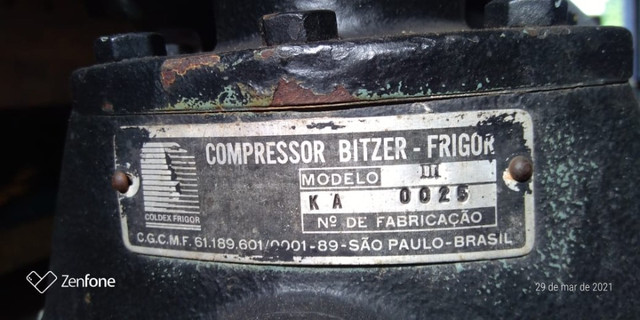 COMPRESSOR BITZER-FRIGOR
MODELO III
KA 0025
Nº DE FABRICAÇÃO
COLDEX FRIGOR
C.G.C.M.F. 61.189.601/0001-89-SÃO PAULO-BRASIL
Zenfone
29 de mar de 2021